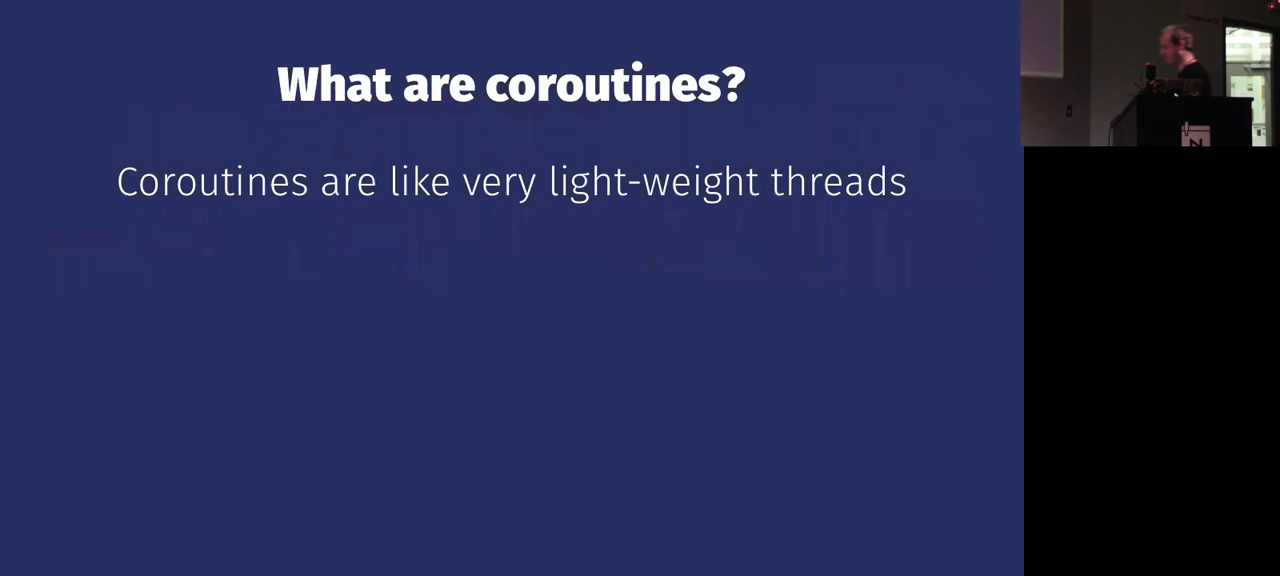 What are coroutines?
Coroutines are like very light-weight threads